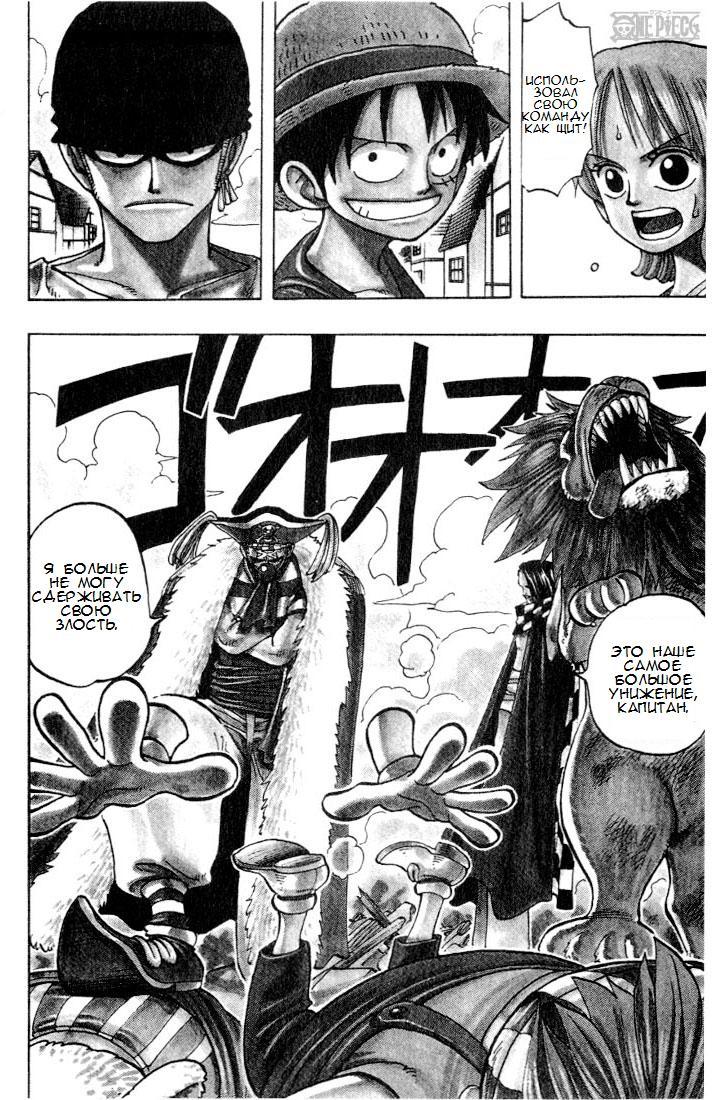 ONE PIECE
ИСПОЛЬ-
ЗОВАЛ
СВОЮ
КОМАНДУ
КАК ЩИТ!
ゴオオオオ
ЭТО НАШЕ
САМОЕ
БОЛЬШОЕ
УНИЖЕНИЕ,
КАПИТАН.
Я БОЛЬШЕ
НЕ МОГУ
СДЕРЖИВАТЬ
СВОЮ
ЗЛОСТЬ.